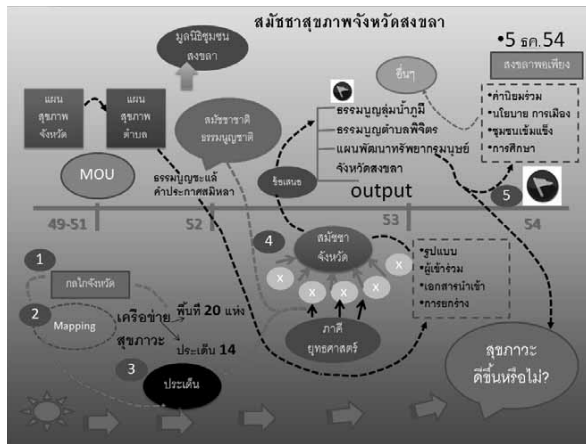 สมัชชาสุขภาพจังหวัดสงขลา
•5 ธค.54
มูลนิธิชุมชน
สงขลา
อื่นๆ
สงขลาพอเพียง
แผน
สุขภาพ
จังหวัด
แผน
สุขภาพ
ตำบล
สมัชชาชาติ
ธรรมนูญชาติ
ธรรมนูญลุ่มน้ำภูมี
ธรรมนูญตำบลพิจิตร
แผนพัฒนาทรัพยากรมนุษย์
จังหวัดสงขลา
•ค่านิยมร่วม
•นโยบาย การเมือง
•ชุมชนเข้มแข็ง
•การศึกษา
MOU
ธรรมนูญชะแล้
คำประกาศสมิหลา
ข้อเสนอ
output
5
49-51
52
53
54
1
กลไกจังหวัด
2
Mapping
เครือข่าย
สุขภาวะ
พื้นที่ 20 แห่ง
ประเด็น 14
3
ประเด็น
4
สมัชชา
จังหวัด
X
X
X
X
ภาคี
ยุทธศาสตร์
•รูปแบบ
•ผู้เข้าร่วม
•เอกสารนำเข้า
•การยกร่าง
สุขภาวะ
ดีขึ้นหรือไม่?